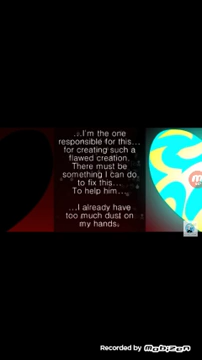 ...I'm the one
responsible for this...
for creating such a
flawed creation.
There must be
something I can do
to fix this...
To help him...
...I already have
too much dust on
my hands.
Recorded by Mobizen